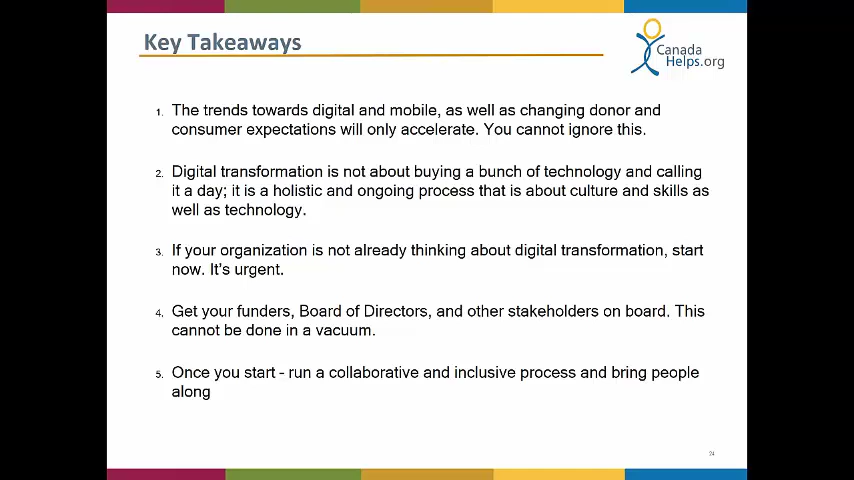 Key Takeaways
Canada
Helps.org
1. The trends towards digital and mobile, as well as changing donor and
consumer expectations will only accelerate. You cannot ignore this.
2. Digital transformation is not about buying a bunch of technology and calling
it a day; it is a holistic and ongoing process that is about culture and skills as
well as technology.
3. If your organization is not already thinking about digital transformation, start
now. It's urgent.
4. Get your funders, Board of Directors, and other stakeholders on board. This
cannot be done in a vacuum.
5. Once you start - run a collaborative and inclusive process and bring people
along
24